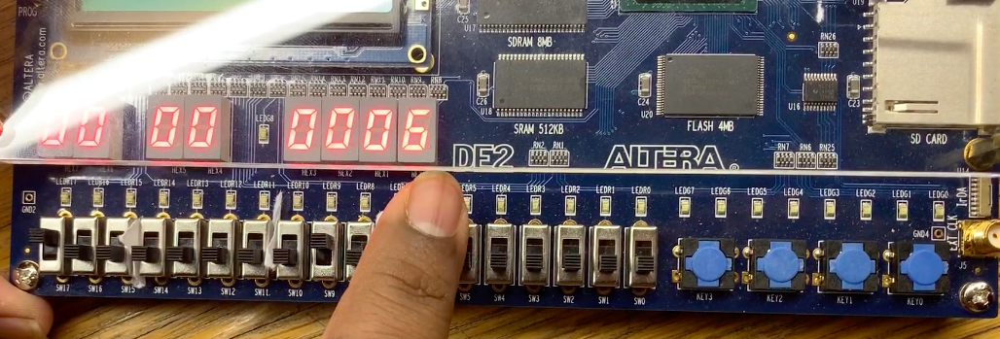 PROG
ALTERA
altera.com
C25
U17
SDRAM 8MB
U19
RN26
C26
U18
SRAM 512KB
C24
U20
FLASH 4MB
U16
C23
SD CARD
LEDG8
00 00 0006
DE2
RN2 RN1
ALTERA®
RN7 RN6 RN25
HEX5 HEX4
HEX3 HEX2 HEX1
LEDR17 LEDR16 LEDR15 LEDR14 LEDR13 LEDR12 LEDR11 LEDR10 LEDR9 LEDR8 LEDR4 LEDR3 LEDR2 LEDR1 LEDR0 LEDG7 LEDG6 LEDG5 LEDG4 LEDG3 LEDG2 LEDG1 LEDG0
GND2
IrDA
GND4
EXT CLK
J5
SW17 SW16 SW15 SW14 SW13 SW12 SW11 SW10 SW9 SW5 SW4 SW3 SW2 SW1 SW0 KEY3 KEY2 KEY1 KEY0